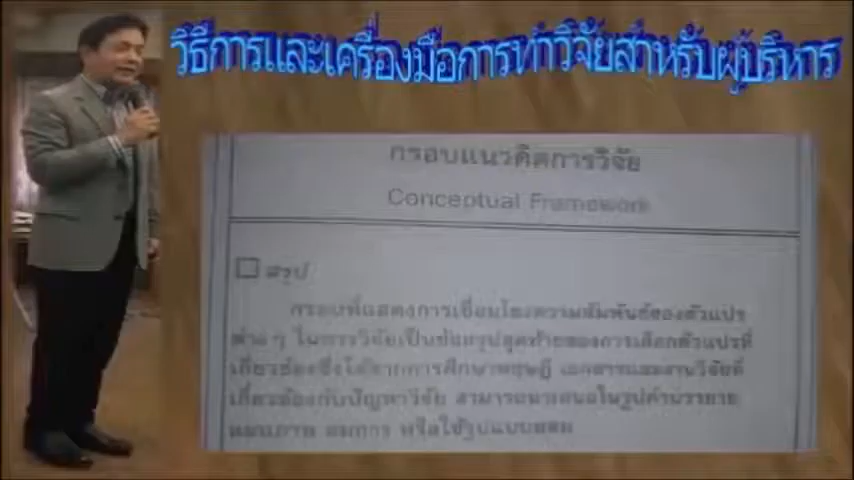 วิธีการและเครื่องมือการทำวิจัยสำหรับผู้บริหาร
กรอบแนวคิดการวิจัย
Conceptual Framework
สรุป
กรอบที่แสดงการเชื่อมโยงความสัมพันธ์ของตัวแปร
ต่าง ๆ ในการวิจัยเป็นข้อสรุปสุดท้ายของการเลือกตัวแปรที่
เกี่ยวข้องซึ่งได้จากการศึกษาทฤษฎี เอกสารและงานวิจัยที่
เกี่ยวข้องกับปัญหาวิจัย สามารถนำเสนอในรูปคำบรรยาย
แผนภาพ สมการ หรือใช้รูปแบบผสม